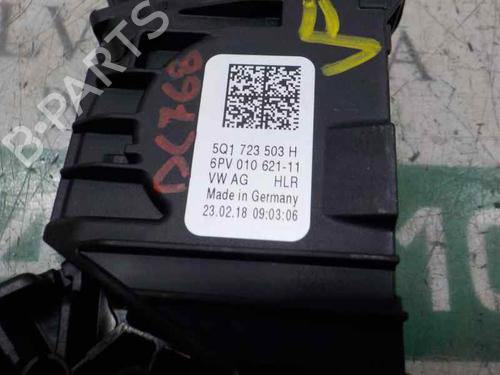 B-PARTS
DC768
5Q1 723 503 H
6PV 010 621-11
VW AG HLR
Made in Germany
23.02.18 09:03:06